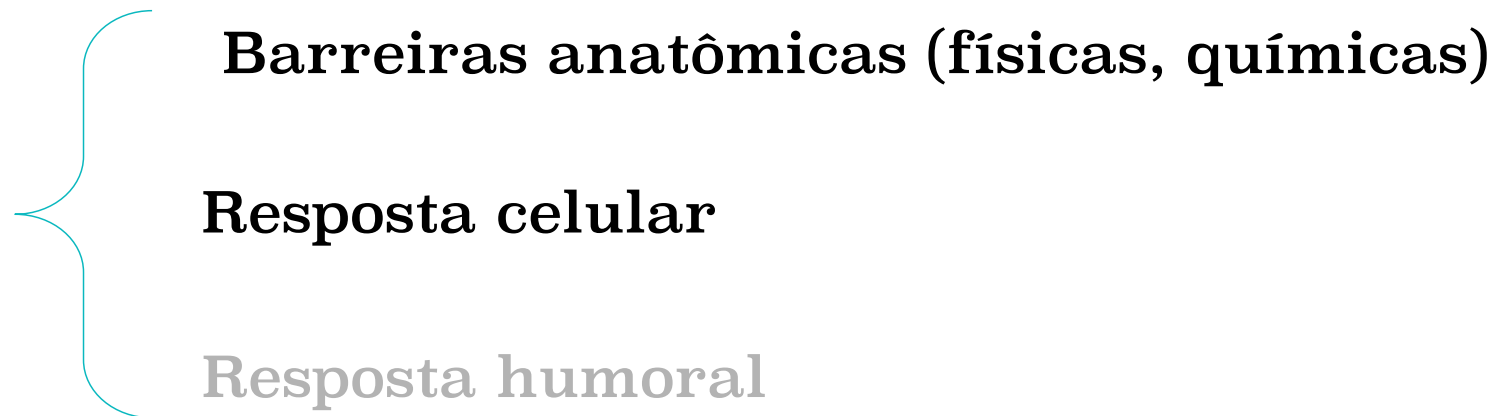 Barreiras anatômicas (físicas, químicas)
Resposta celular
Resposta humoral